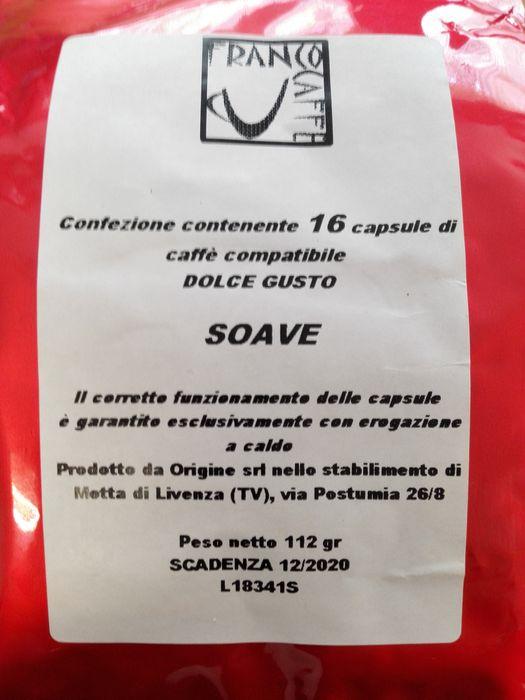 FRANCO
CAFFÈ
Confezione contenente 16 capsule di
caffè compatibile
DOLCE GUSTO
SOAVE
Il corretto funzionamento delle capsule
è garantito esclusivamente con erogazione
a caldo
Prodotto da Origine srl nello stabilimento di
Motta di Livenza (TV), via Postumia 26/8
Peso netto 112 gr
SCADENZA 12/2020
L18341S